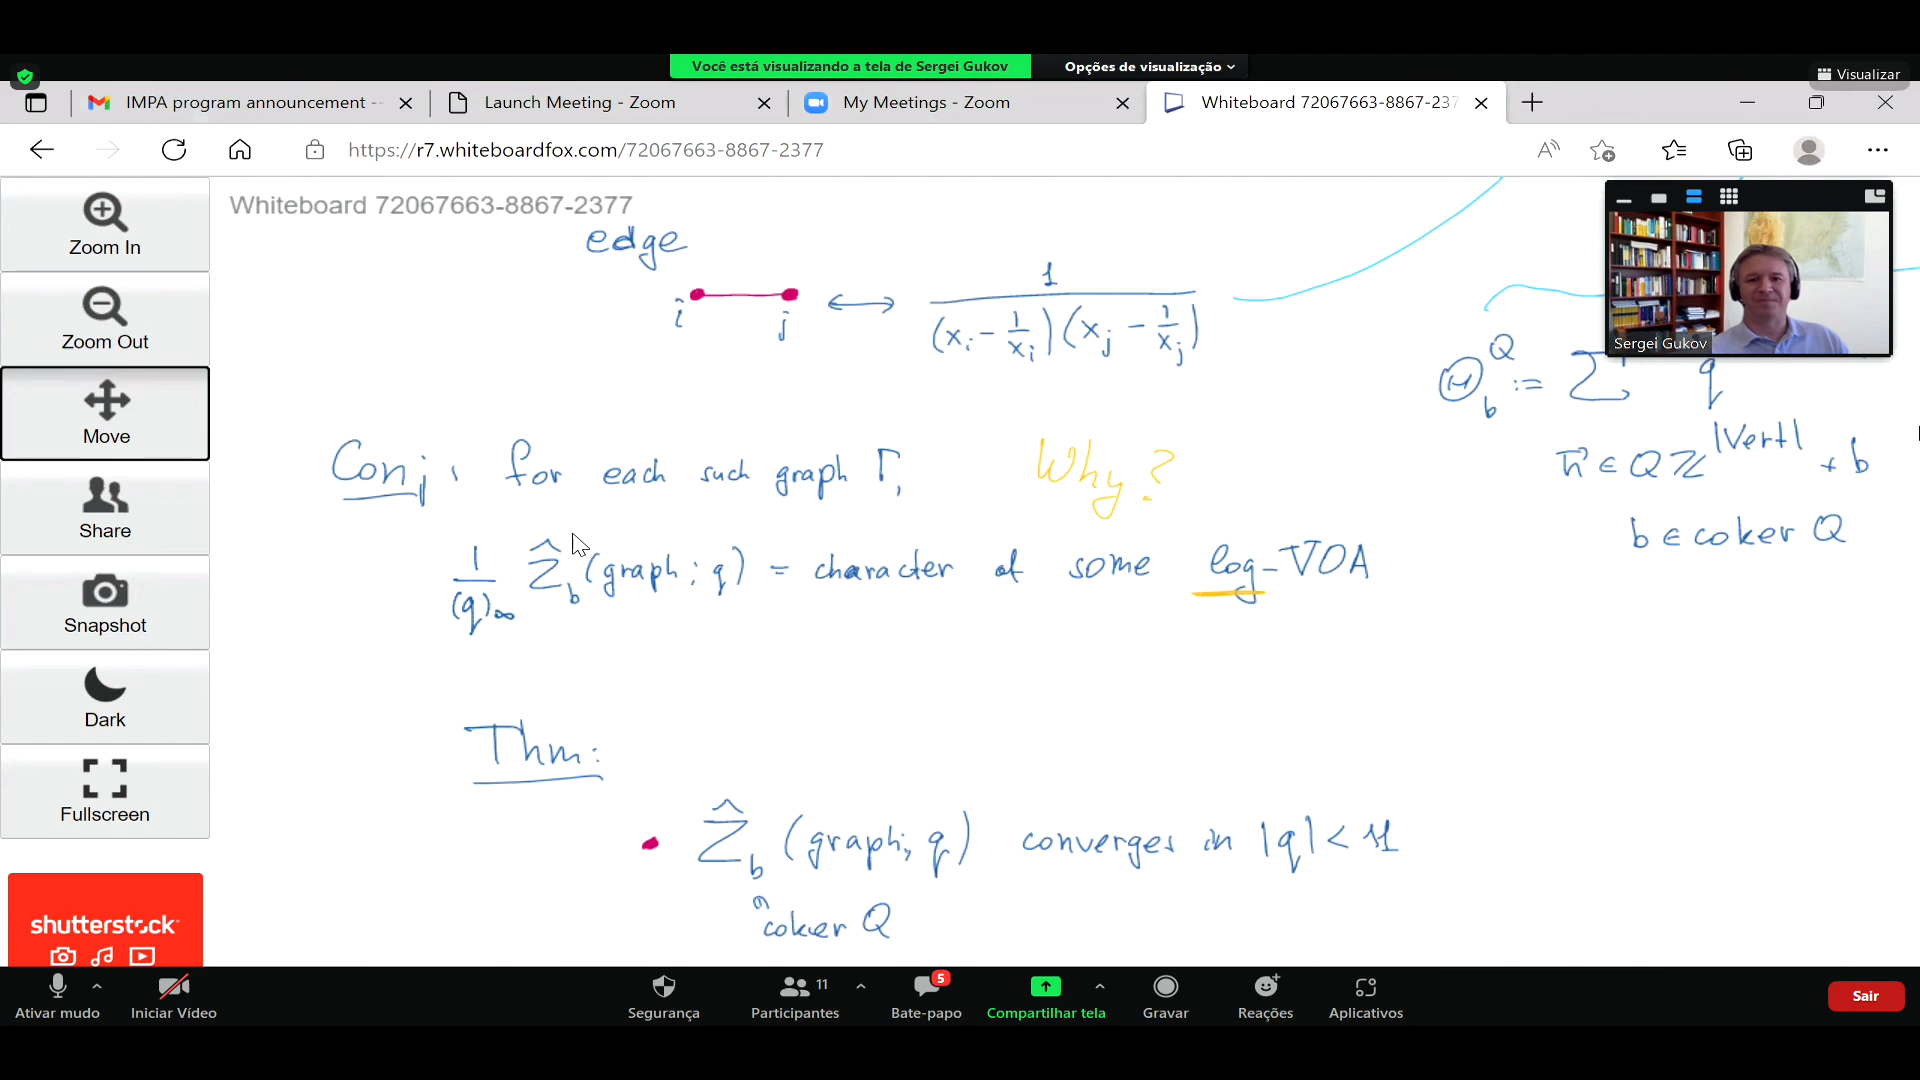 Você está visualizando a tela de Sergei Gukov
Opções de visualização
Visualizar
IMPA program announcement -
Launch Meeting - Zoom
My Meetings - Zoom
Whiteboard 72067663-8867-237
https://r7.whiteboardfox.com/72067663-8867-2377
Zoom In
Zoom Out
Move
Share
Snapshot
Dark
Fullscreen
shutterstock
Whiteboard 72067663-8867-2377
edge
i j ⟷ 1 / (x_i - 1/x_i)(x_j - 1/x_j)
Sergei Gukov
Θ_b^Q := Σ q
n⃗ ∈ Qℤ^|Vert| + b
b ∈ coker Q
Conj: for each such graph Γ,
Why?
1/(q)_∞ Ẑ_b (graph; q) = character of some log-VOA
Thm:
• Ẑ_b (graph; q) converges in |q| < 1
coker Q
Ativar mudo
Iniciar Vídeo
Segurança
Participantes
11
Bate-papo
5
Compartilhar tela
Gravar
Reações
Aplicativos
Sair